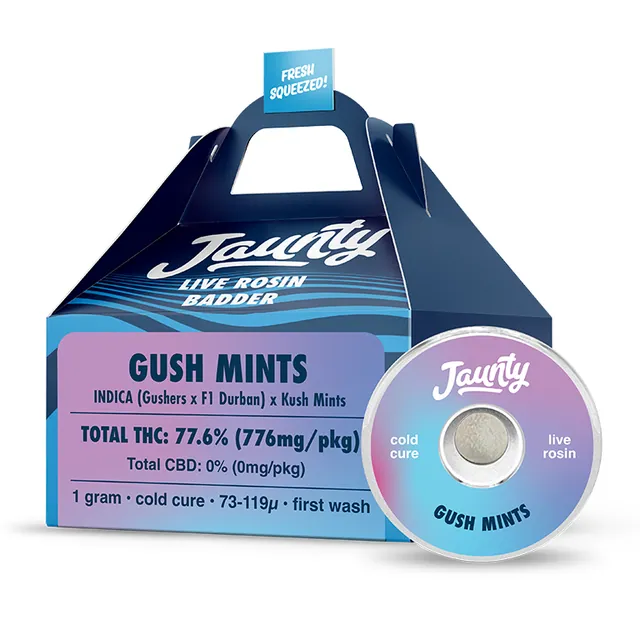 FRESH
SQUEEZED!
Jaunty
LIVE ROSIN
BADDER
GUSH MINTS
INDICA (Gushers x F1 Durban) x Kush Mints
TOTAL THC: 77.6% (776mg/pkg)
Total CBD: 0% (0mg/pkg)
1 gram • cold cure • 73-119µ • first wash
Jaunty
cold
cure
live
rosin
GUSH MINTS